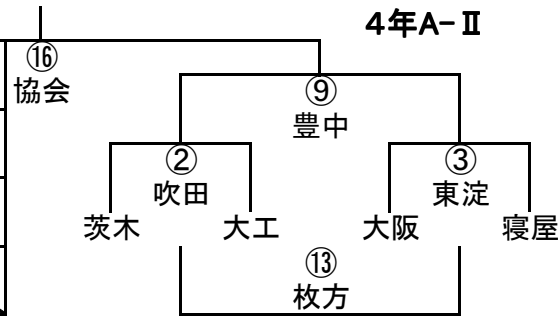 4年A-Ⅱ
⑯
協会
⑨
豊中
② ③
吹田 東淀
茨木 大工 大阪 寝屋
⑬
枚方